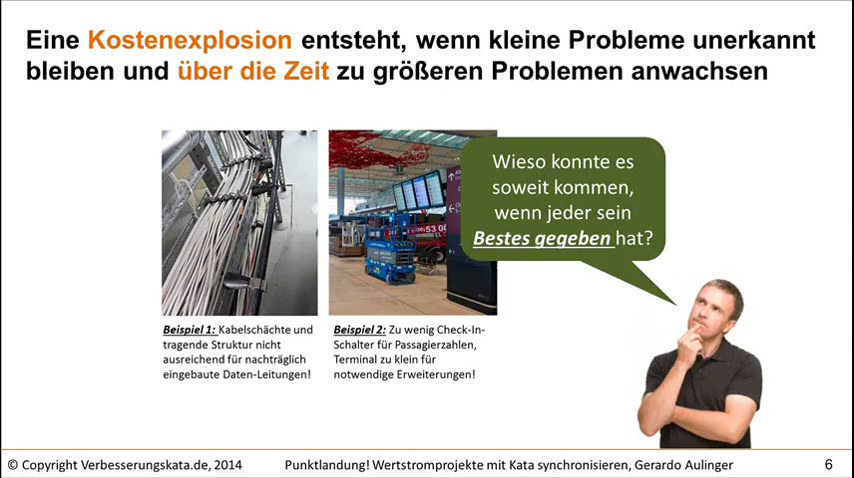 Eine Kostenexplosion entsteht, wenn kleine Probleme unerkannt
bleiben und über die Zeit zu größeren Problemen anwachsen
Wieso konnte es
soweit kommen,
wenn jeder sein
Bestes gegeben hat?
Beispiel 1: Kabelschächte und
tragende Struktur nicht
ausreichend für nachträglich
eingebaute Daten-Leitungen!
Beispiel 2: Zu wenig Check-In-
Schalter für Passagierzahlen,
Terminal zu klein für
notwendige Erweiterungen!
© Copyright Verbesserungskata.de, 2014
Punktlandung! Wertstromprojekte mit Kata synchronisieren, Gerardo Aulinger
6